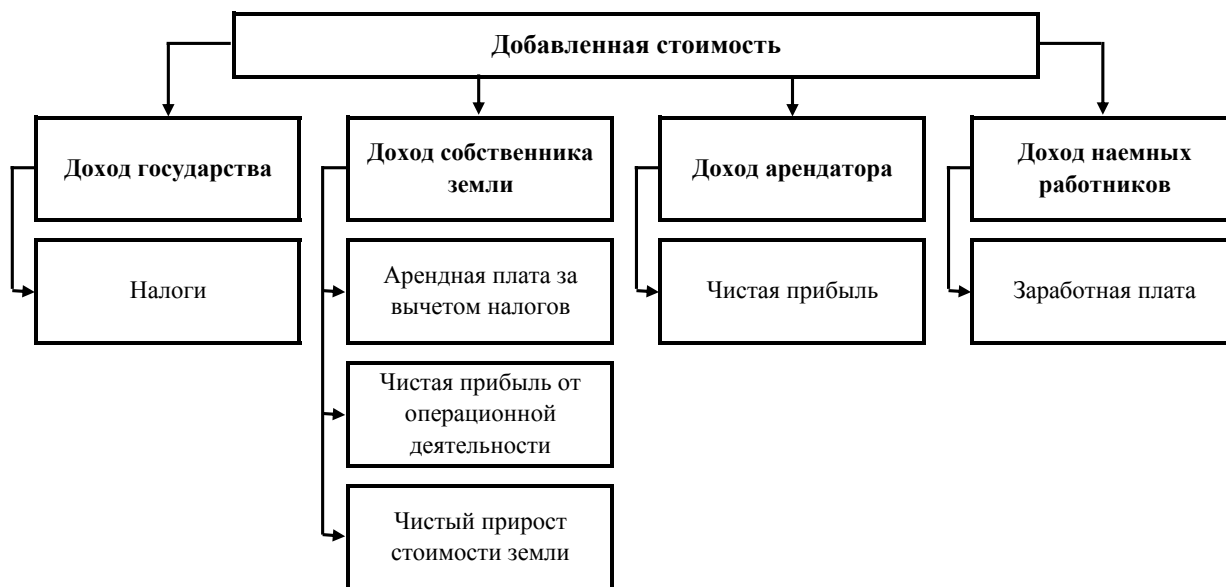 Добавленная стоимость
Доход государства
Доход собственника
земли
Доход арендатора
Доход наемных
работников
Налоги
Арендная плата за
вычетом налогов
Чистая прибыль
Заработная плата
Чистая прибыль от
операционной
деятельности
Чистый прирост
стоимости земли